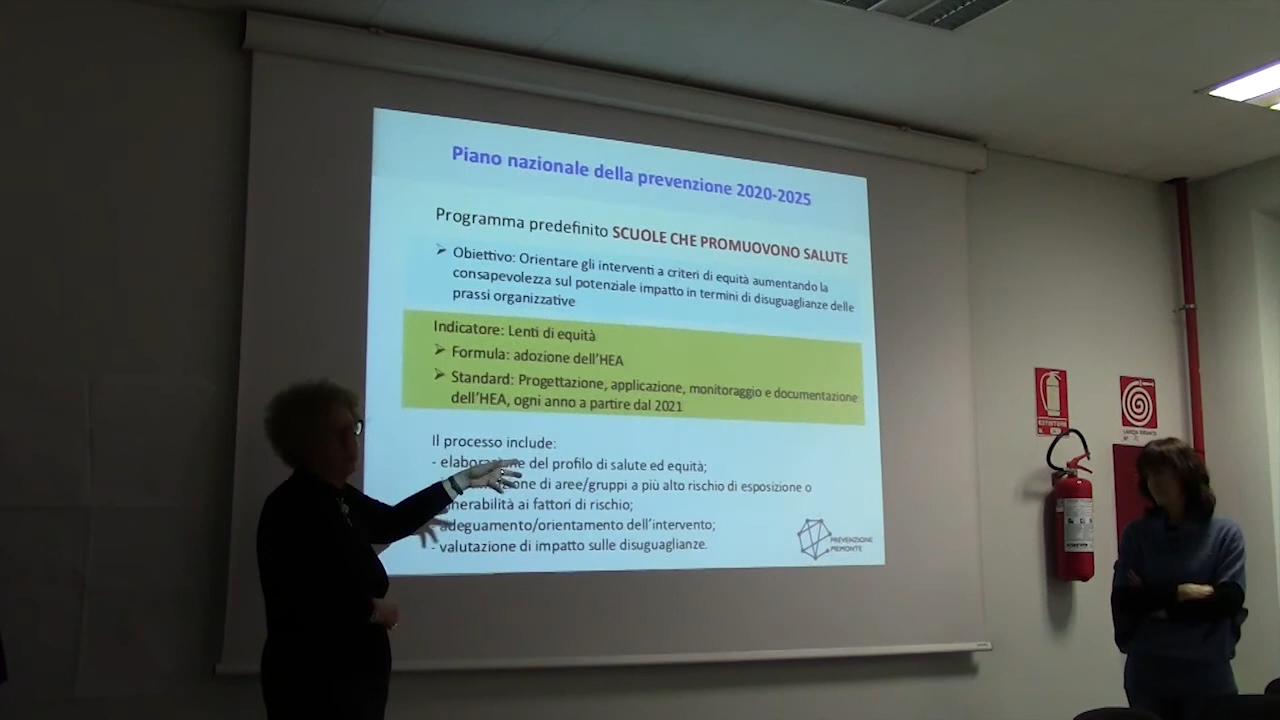 Piano nazionale della prevenzione 2020-2025
Programma predefinito SCUOLE CHE PROMUOVONO SALUTE
➢ Obiettivo: Orientare gli interventi a criteri di equità aumentando la
consapevolezza sul potenziale impatto in termini di disuguaglianze delle
prassi organizzative
Indicatore: Lenti di equità
➢ Formula: adozione dell'HEA
➢ Standard: Progettazione, applicazione, monitoraggio e documentazione
dell'HEA, ogni anno a partire dal 2021
Il processo include:
- elaborazione del profilo di salute ed equità;
di aree/gruppi a più alto rischio di esposizione o
ai fattori di rischio;
- adeguamento/orientamento dell'intervento;
- valutazione di impatto sulle disuguaglianze.
PREVENZIONE
PIEMONTE
ESTINTORE
LANCIA IDRANTE